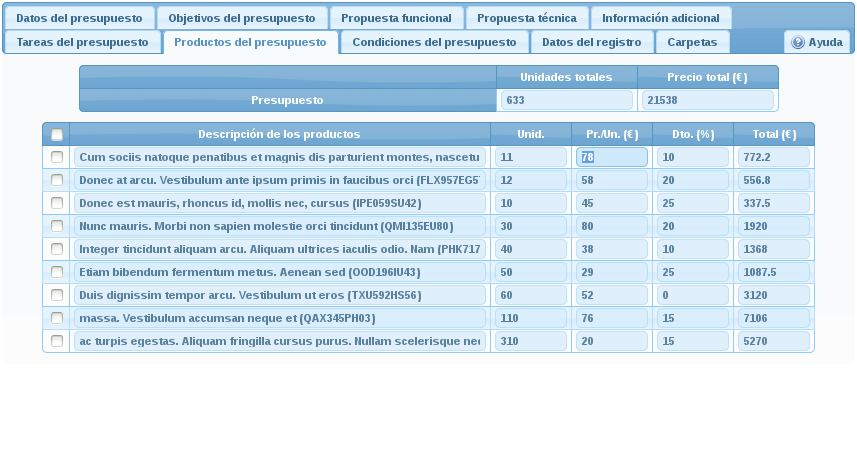 Datos del presupuesto Objetivos del presupuesto Propuesta funcional Propuesta técnica Información adicional
Tareas del presupuesto Productos del presupuesto Condiciones del presupuesto Datos del registro Carpetas Ayuda
Unidades totales Precio total (€)
Presupuesto 633 21538
Descripción de los productos Unid. Pr./Un. (€) Dto. (%) Total (€)
Cum sociis natoque penatibus et magnis dis parturient montes, nascetu 11 78 10 772.2
Donec at arcu. Vestibulum ante ipsum primis in faucibus orci (FLX957EG5 12 58 20 556.8
Donec est mauris, rhoncus id, mollis nec, cursus (IPE059SU42) 10 45 25 337.5
Nunc mauris. Morbi non sapien molestie orci tincidunt (QMI135EU80) 30 80 20 1920
Integer tincidunt aliquam arcu. Aliquam ultrices iaculis odio. Nam (PHK717 40 38 10 1368
Etiam bibendum fermentum metus. Aenean sed (OOD196IU43) 50 29 25 1087.5
Duis dignissim tempor arcu. Vestibulum ut eros (TXU592HS56) 60 52 0 3120
massa. Vestibulum accumsan neque et (QAX345PH03) 110 76 15 7106
ac turpis egestas. Aliquam fringilla cursus purus. Nullam scelerisque nec 310 20 15 5270